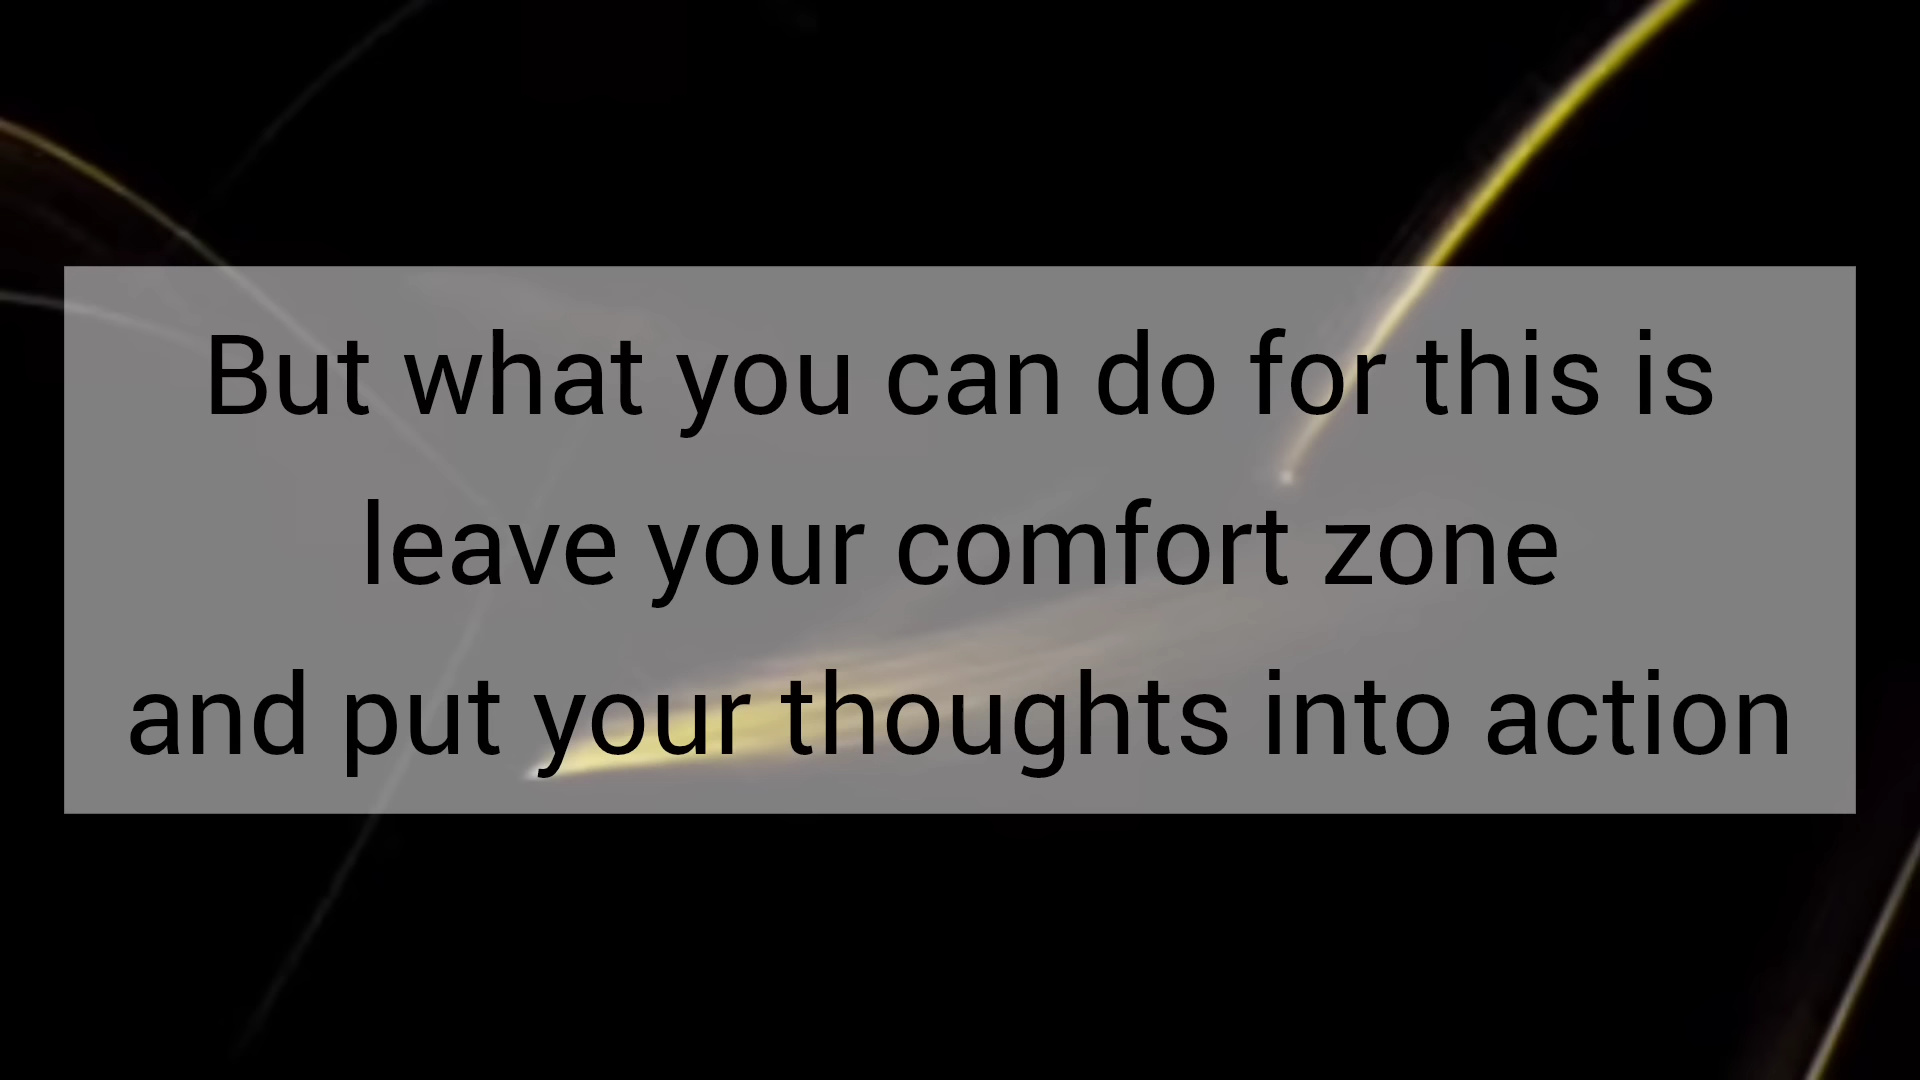 But what you can do for this is
leave your comfort zone
and put your thoughts into action